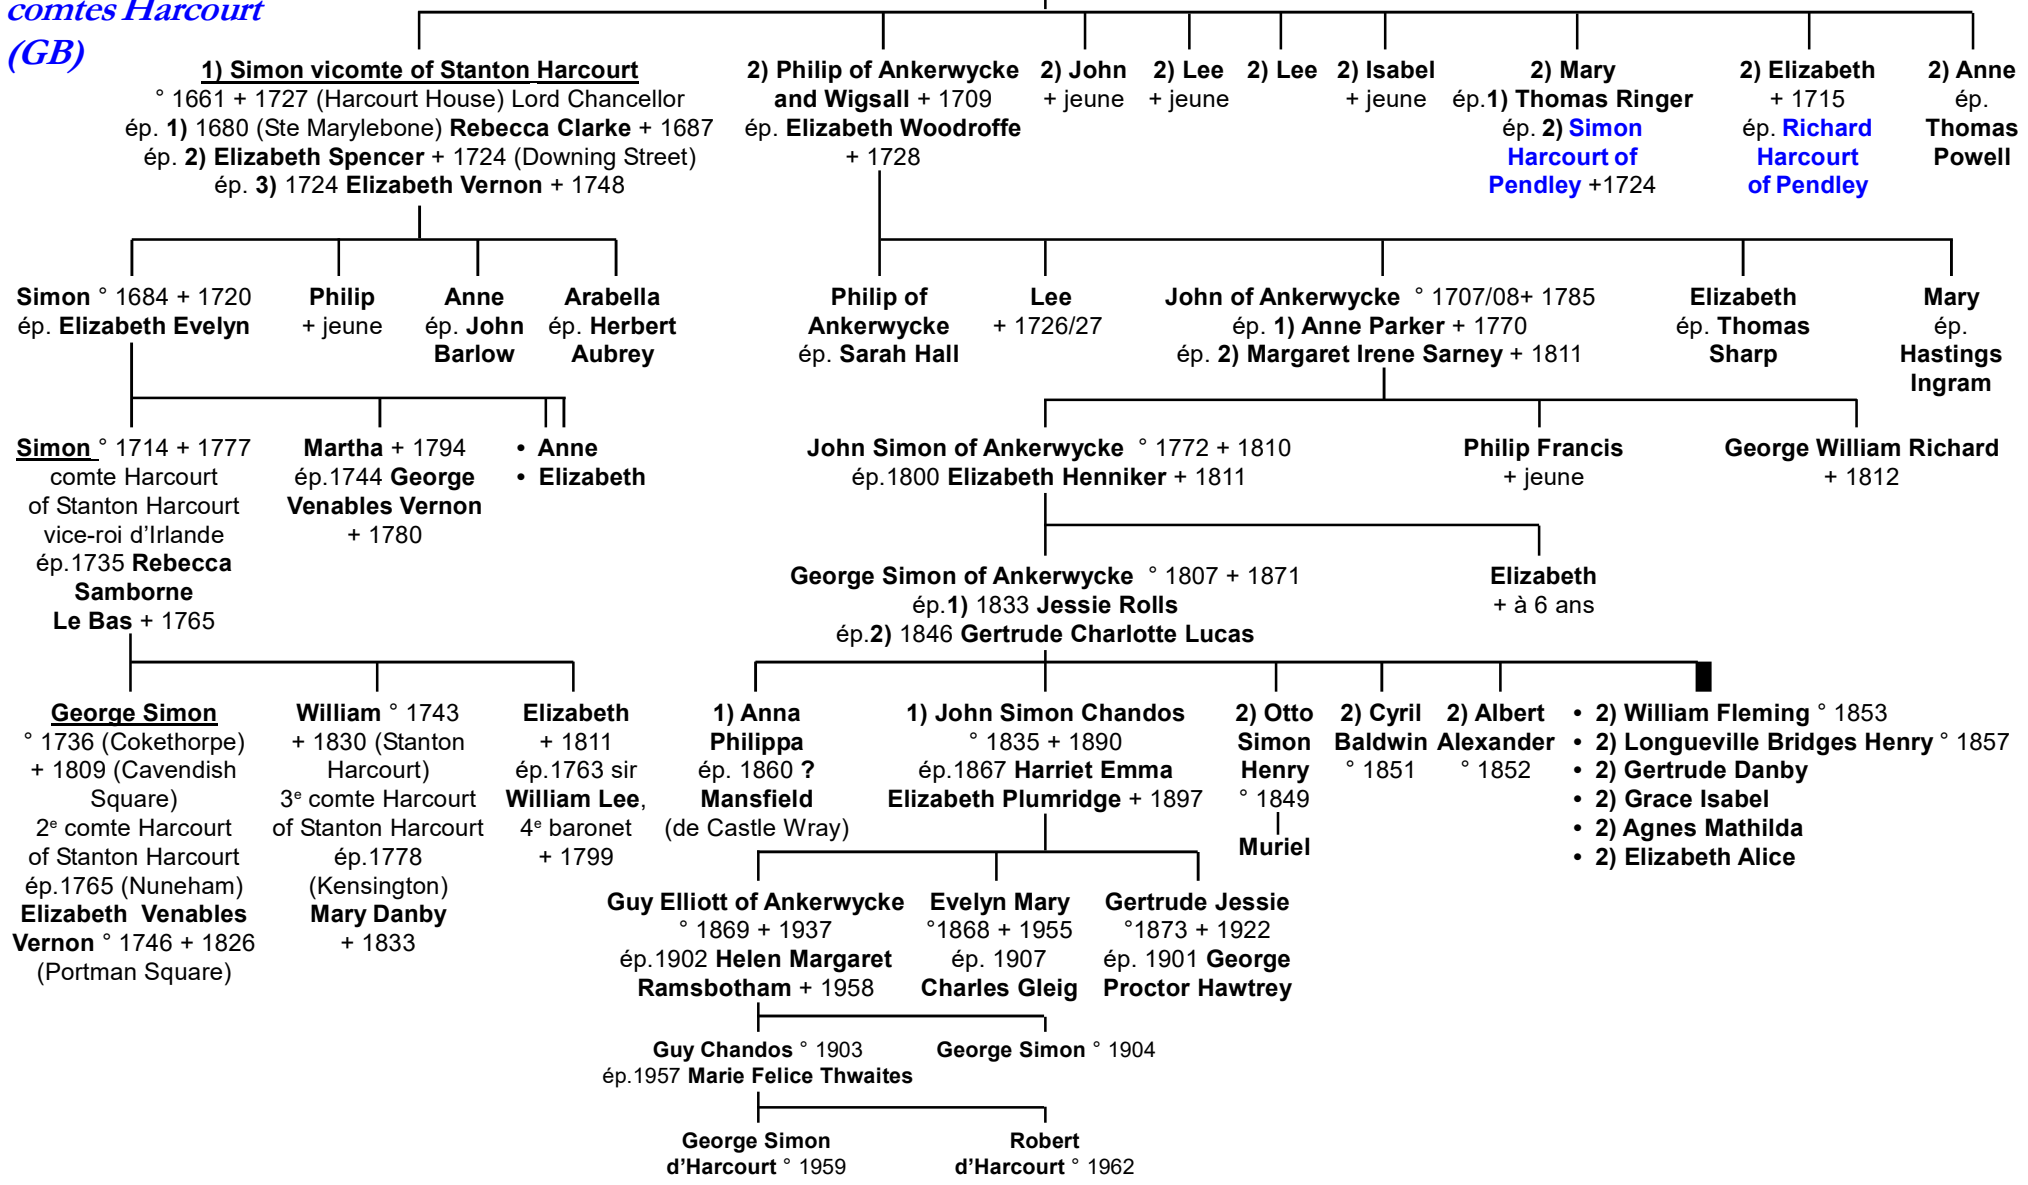 comtes Harcourt
(GB)
1) Simon vicomte of Stanton Harcourt
° 1661 + 1727 (Harcourt House) Lord Chancellor
ép. 1) 1680 (Ste Marylebone) Rebecca Clarke + 1687
ép. 2) Elizabeth Spencer + 1724 (Downing Street)
ép. 3) 1724 Elizabeth Vernon + 1748
2) Philip of Ankerwycke
and Wigsall + 1709
ép. Elizabeth Woodroffe
+ 1728
2) John
+ jeune
2) Lee
+ jeune
2) Lee
2) Isabel
+ jeune
2) Mary
ép.1) Thomas Ringer
ép. 2) Simon
Harcourt of
Pendley +1724
2) Elizabeth
+ 1715
ép. Richard
Harcourt
of Pendley
2) Anne
ép.
Thomas
Powell
Simon ° 1684 + 1720
ép. Elizabeth Evelyn
Philip
+ jeune
Anne
ép. John
Barlow
Arabella
ép. Herbert
Aubrey
Philip of
Ankerwycke
ép. Sarah Hall
Lee
+ 1726/27
John of Ankerwycke ° 1707/08+ 1785
ép. 1) Anne Parker + 1770
ép. 2) Margaret Irene Sarney + 1811
Elizabeth
ép. Thomas
Sharp
Mary
ép.
Hastings
Ingram
Simon ° 1714 + 1777
comte Harcourt
of Stanton Harcourt
vice-roi d’Irlande
ép.1735 Rebecca
Samborne
Le Bas + 1765
Martha + 1794
ép.1744 George
Venables Vernon
+ 1780
• Anne
• Elizabeth
John Simon of Ankerwycke ° 1772 + 1810
ép.1800 Elizabeth Henniker + 1811
Philip Francis
+ jeune
George William Richard
+ 1812
George Simon of Ankerwycke ° 1807 + 1871
ép.1) 1833 Jessie Rolls
ép.2) 1846 Gertrude Charlotte Lucas
Elizabeth
+ à 6 ans
George Simon
° 1736 (Cokethorpe)
+ 1809 (Cavendish
Square)
2e comte Harcourt
of Stanton Harcourt
ép.1765 (Nuneham)
Elizabeth Venables
Vernon ° 1746 + 1826
(Portman Square)
William ° 1743
+ 1830 (Stanton
Harcourt)
3e comte Harcourt
of Stanton Harcourt
ép.1778
(Kensington)
Mary Danby
+ 1833
Elizabeth
+ 1811
ép.1763 sir
William Lee,
4e baronet
+ 1799
1) Anna
Philippa
ép. 1860 ?
Mansfield
(de Castle Wray)
1) John Simon Chandos
° 1835 + 1890
ép.1867 Harriet Emma
Elizabeth Plumridge + 1897
2) Otto
Simon
Henry
° 1849
Muriel
2) Cyril
Baldwin
° 1851
2) Albert
Alexander
° 1852
• 2) William Fleming ° 1853
• 2) Longueville Bridges Henry ° 1857
• 2) Gertrude Danby
• 2) Grace Isabel
• 2) Agnes Mathilda
• 2) Elizabeth Alice
Guy Elliott of Ankerwycke
° 1869 + 1937
ép.1902 Helen Margaret
Ramsbotham + 1958
Evelyn Mary
°1868 + 1955
ép. 1907
Charles Gleig
Gertrude Jessie
°1873 + 1922
ép. 1901 George
Proctor Hawtrey
Guy Chandos ° 1903
ép.1957 Marie Felice Thwaites
George Simon ° 1904
George Simon
d’Harcourt ° 1959
Robert
d’Harcourt ° 1962